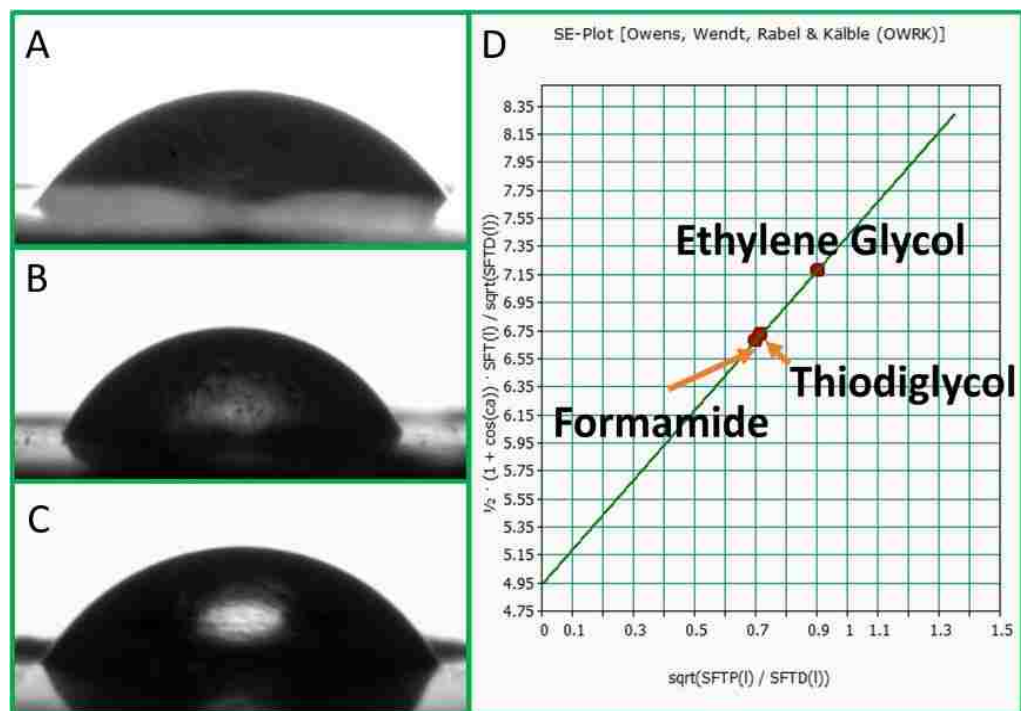 A
B
C
D
SE-Plot [Owens, Wendt, Rabel & Kälble (OWRK)]
½ · (1 + cos(ca)) · SFT(l) / sqrt(SFTD(l))
8.35
8.15
7.95
7.75
7.55
7.35
7.15
6.95
6.75
6.55
6.35
6.15
5.95
5.75
5.55
5.35
5.15
4.95
4.75
Ethylene Glycol
Thiodiglycol
Formamide
0 0.1 0.3 0.5 0.7 0.9 1 1.1 1.3 1.5
sqrt(SFTP(l) / SFTD(l))